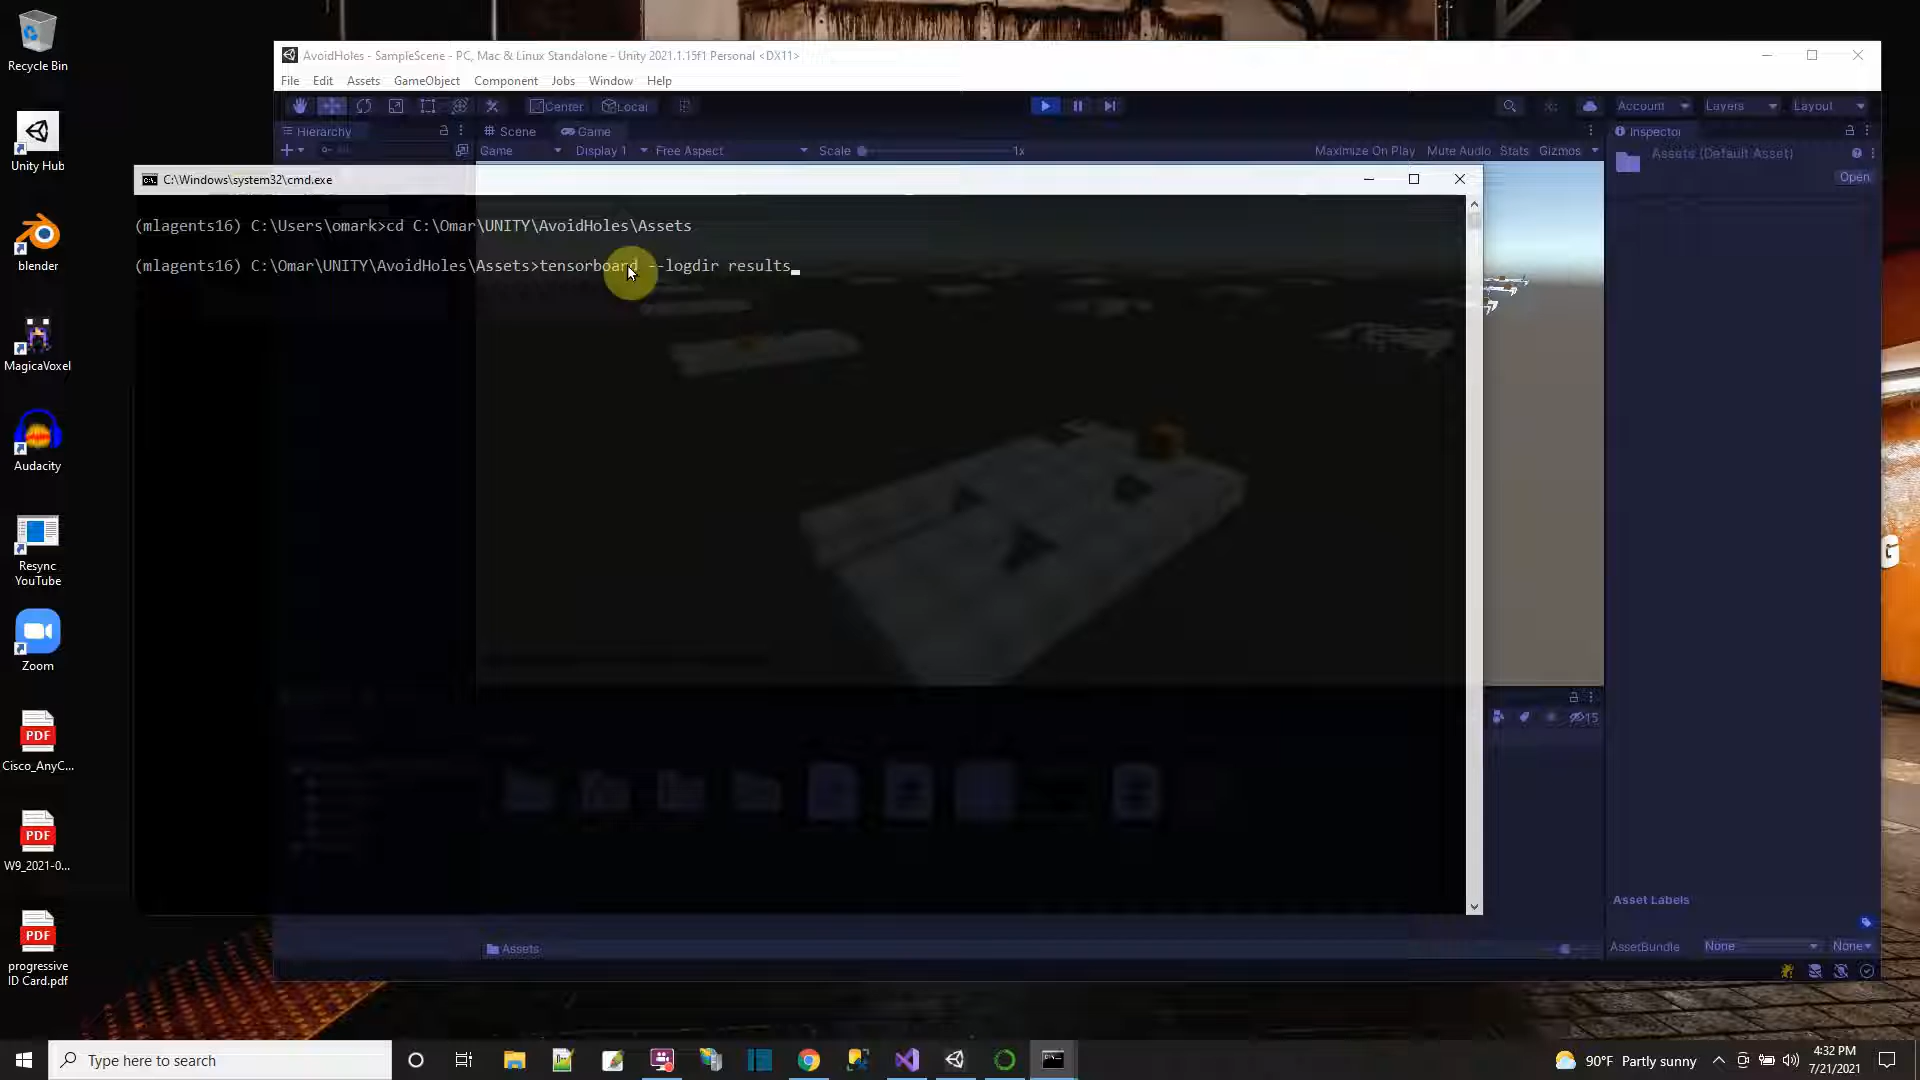 Recycle Bin
Unity Hub
blender
MagicaVoxel
Audacity
Resync
YouTube
Zoom
PDF
Cisco_AnyC...
PDF
W9_2021-0...
PDF
progressive
ID Card.pdf
AvoidHoles - SampleScene - PC, Mac & Linux Standalone - Unity 2021.1.15f1 Personal <DX11>
File Edit Assets GameObject Component Jobs Window Help
Center Local
Account Layers Layout
Hierarchy
Scene Game
Inspector
All
Game Display 1 Free Aspect Scale 1x
Maximize On Play Mute Audio Stats Gizmos
Assets (Default Asset)
Open
C:\Windows\system32\cmd.exe
(mlagents16) C:\Users\omark>cd C:\Omar\UNITY\AvoidHoles\Assets
(mlagents16) C:\Omar\UNITY\AvoidHoles\Assets>tensorboard --logdir results
15
Asset Labels
Assets
AssetBundle None None
Type here to search
90°F Partly sunny
4:32 PM
7/21/2021